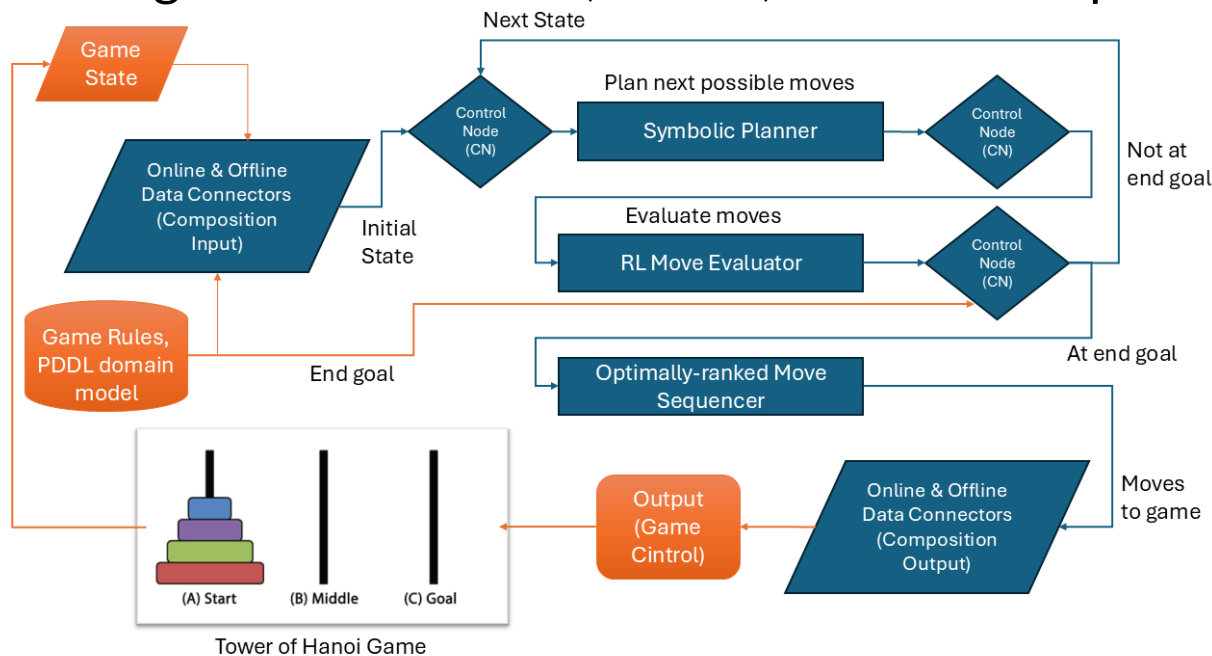 Next State
Game
State
Plan next possible moves
Control
Node
(CN)
Symbolic Planner
Control
Node
(CN)
Not at
end goal
Online & Offline
Data Connectors
(Composition
Input)
Initial
State
Evaluate moves
RL Move Evaluator
Control
Node
(CN)
Game Rules,
PDDL domain
model
End goal
At end goal
Optimally-ranked Move
Sequencer
Moves
to game
Online & Offline
Data Connectors
(Composition
Output)
Output
(Game
Cintrol)
(A) Start
(B) Middle
(C) Goal
Tower of Hanoi Game